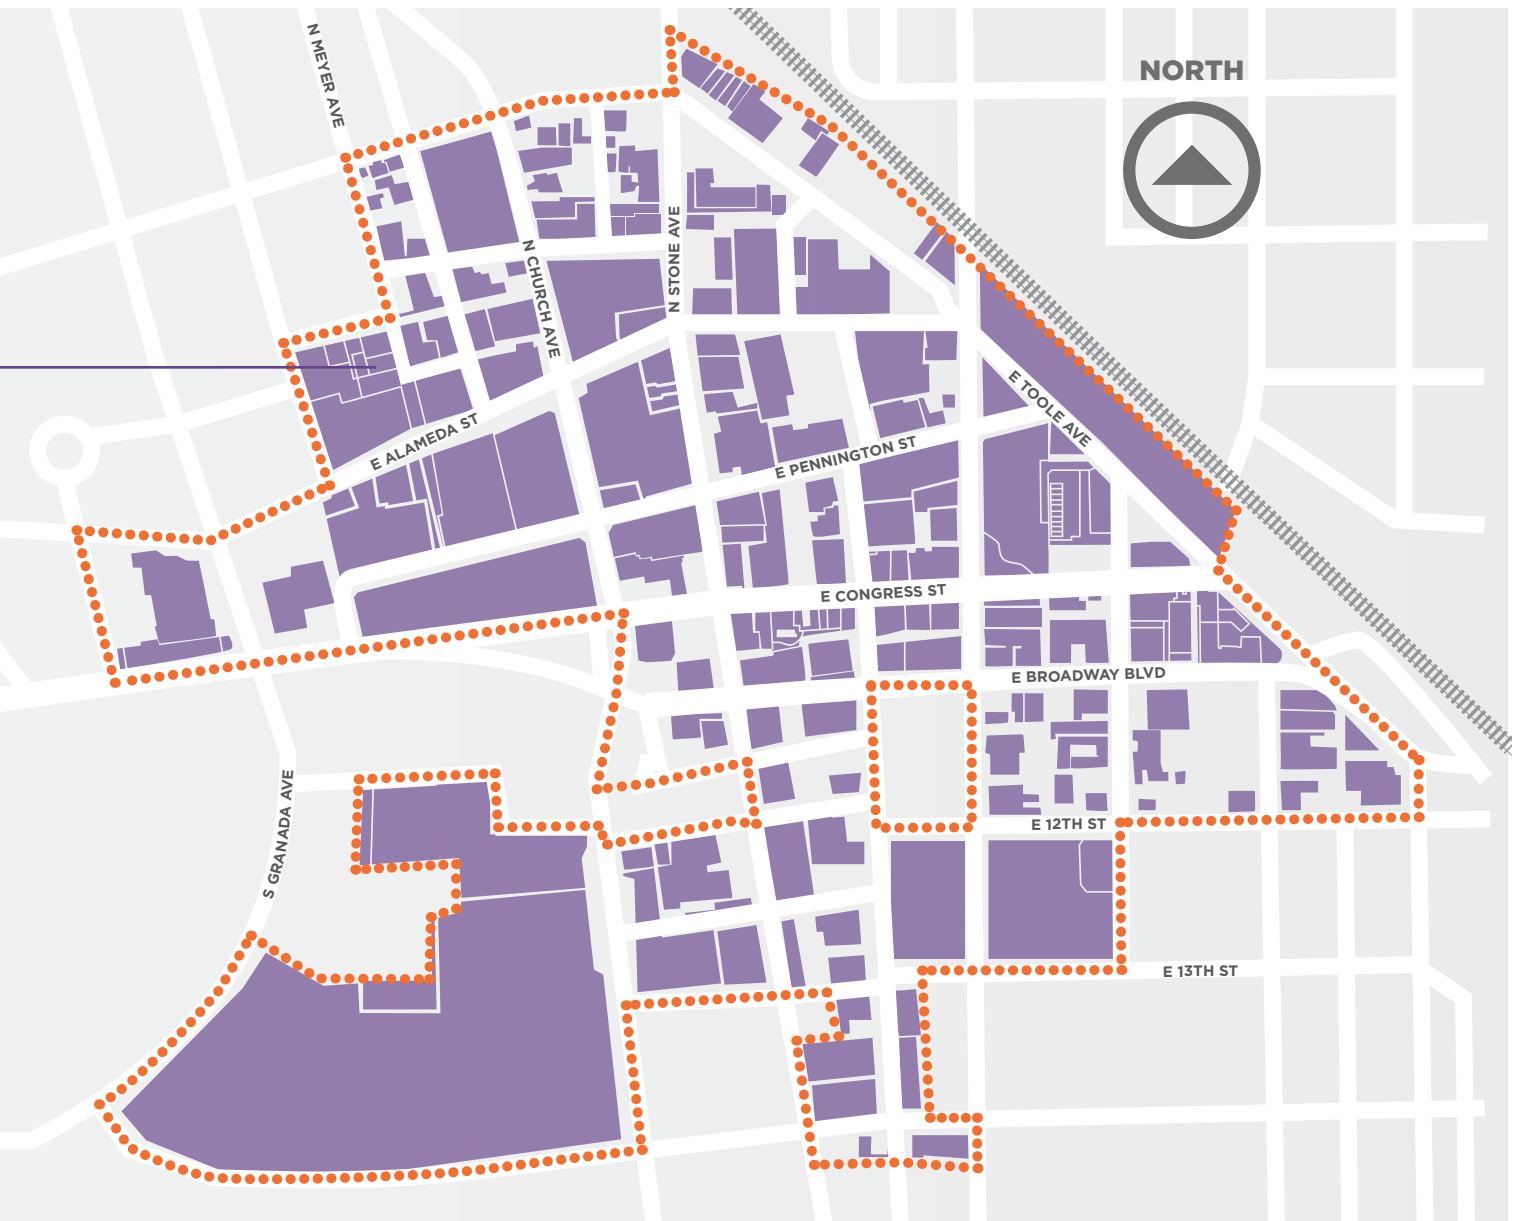 N MEYER AVE
NORTH
N STONE AVE
N CHURCH AVE
E TOOLE AVE
E ALAMEDA ST
E PENNINGTON ST
E CONGRESS ST
E BROADWAY BLVD
S GRANADA AVE
E 12TH ST
E 13TH ST